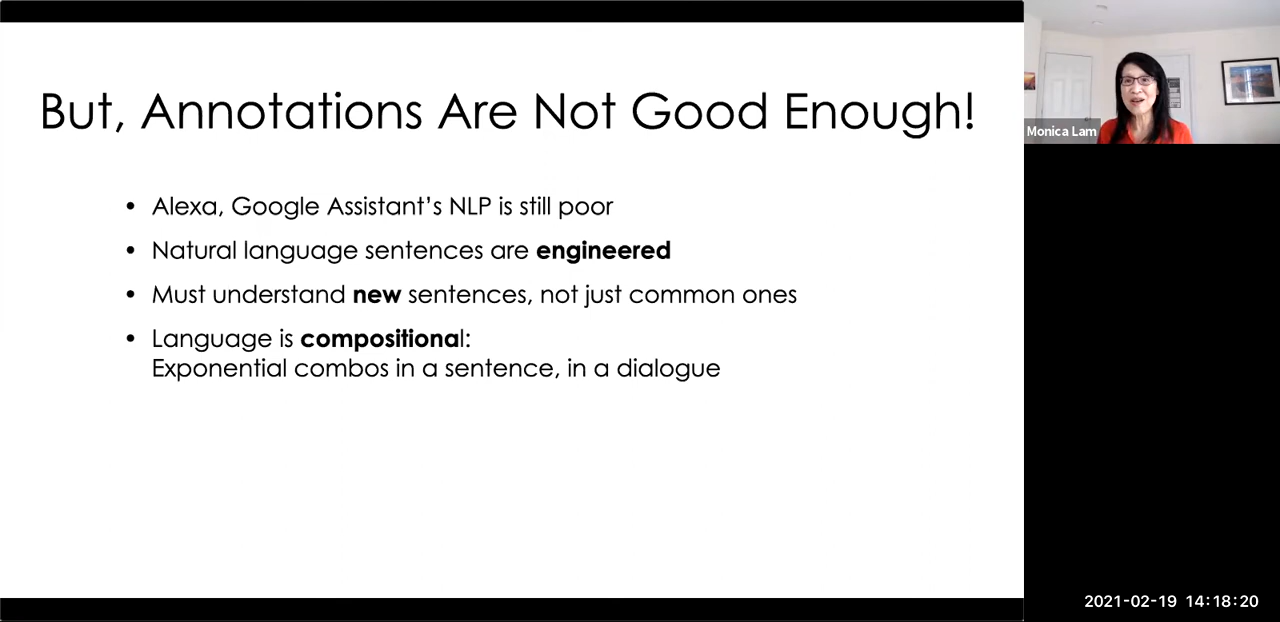 But, Annotations Are Not Good Enough!
• Alexa, Google Assistant’s NLP is still poor
• Natural language sentences are engineered
• Must understand new sentences, not just common ones
• Language is compositional:
Exponential combos in a sentence, in a dialogue
Monica Lam
2021-02-19 14:18:20